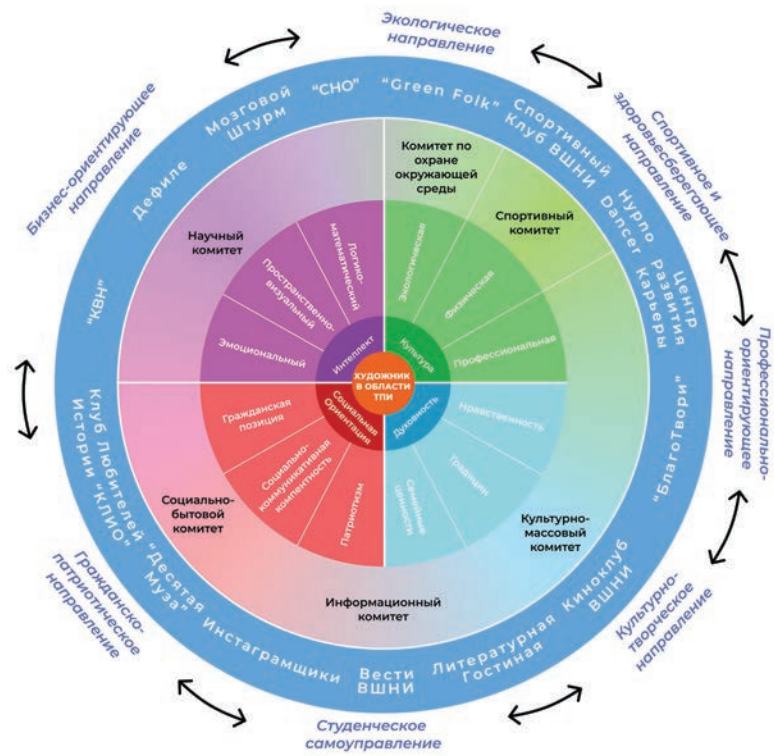 Экологическое
направление
Спортивное и
здоровьесберегающее
направление
Профессионально-
ориентирующее
направление
Культурно-
творческое
направление
Студенческое
самоуправление
Гражданско-
патриотическое
направление
Бизнес-ориентирующее
направление
"СНО"
"Green Folk"
Спортивный
Клуб ВШНИ
Нурпо
Dancer
Центр
Развития
Карьеры
"БлагоТвори"
Киноклуб
ВШНИ
Литературная
Гостиная
Вести
ВШНИ
Инстаграмщики
"Десятая
Муза"
Клуб Любителей
Истории "КЛИО"
"КВН"
Дефиле
Мозговой
Штурм
Комитет по
охране
окружающей
среды
Спортивный
комитет
Культурно-
массовый
комитет
Информационный
комитет
Социально-
бытовой
комитет
Научный
комитет
Логико-
математический
Пространственно-
визуальный
Эмоциональный
Экологическая
Физическая
Профессиональная
Нравственность
Традиции
Семейные
ценности
Патриотизм
Социально-
коммуникативная
компентность
Гражданская
позиция
Интеллект
Культура
Духовность
Социальная
Ориентация
ХУДОЖНИК
В ОБЛАСТИ
ТПИ